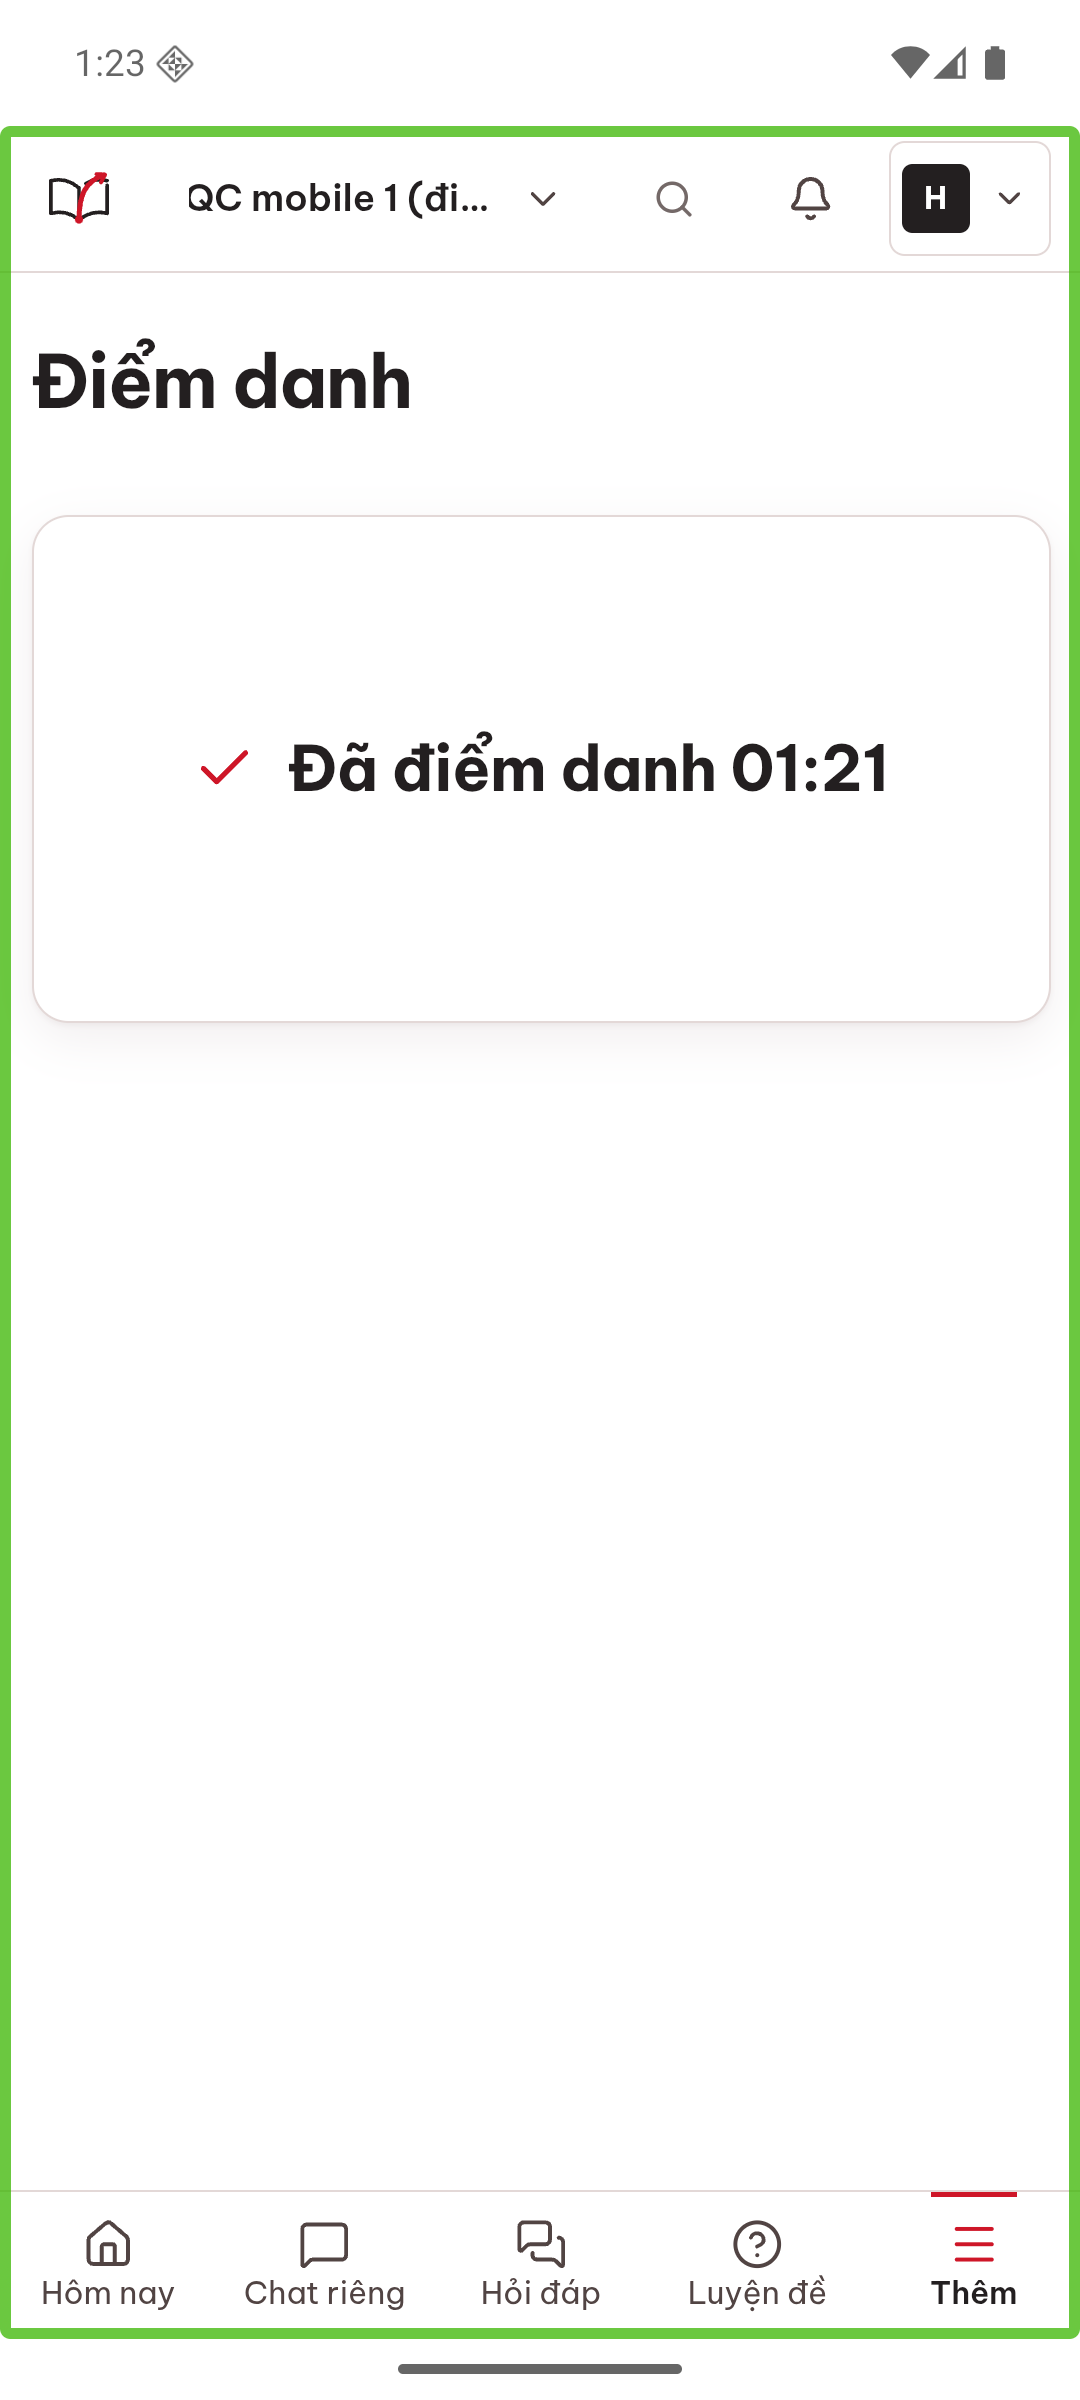 1:23
QC mobile 1 (đi...
H
Điểm danh
Đã điểm danh 01:21
Hôm nay
Chat riêng
Hỏi đáp
Luyện đề
Thêm